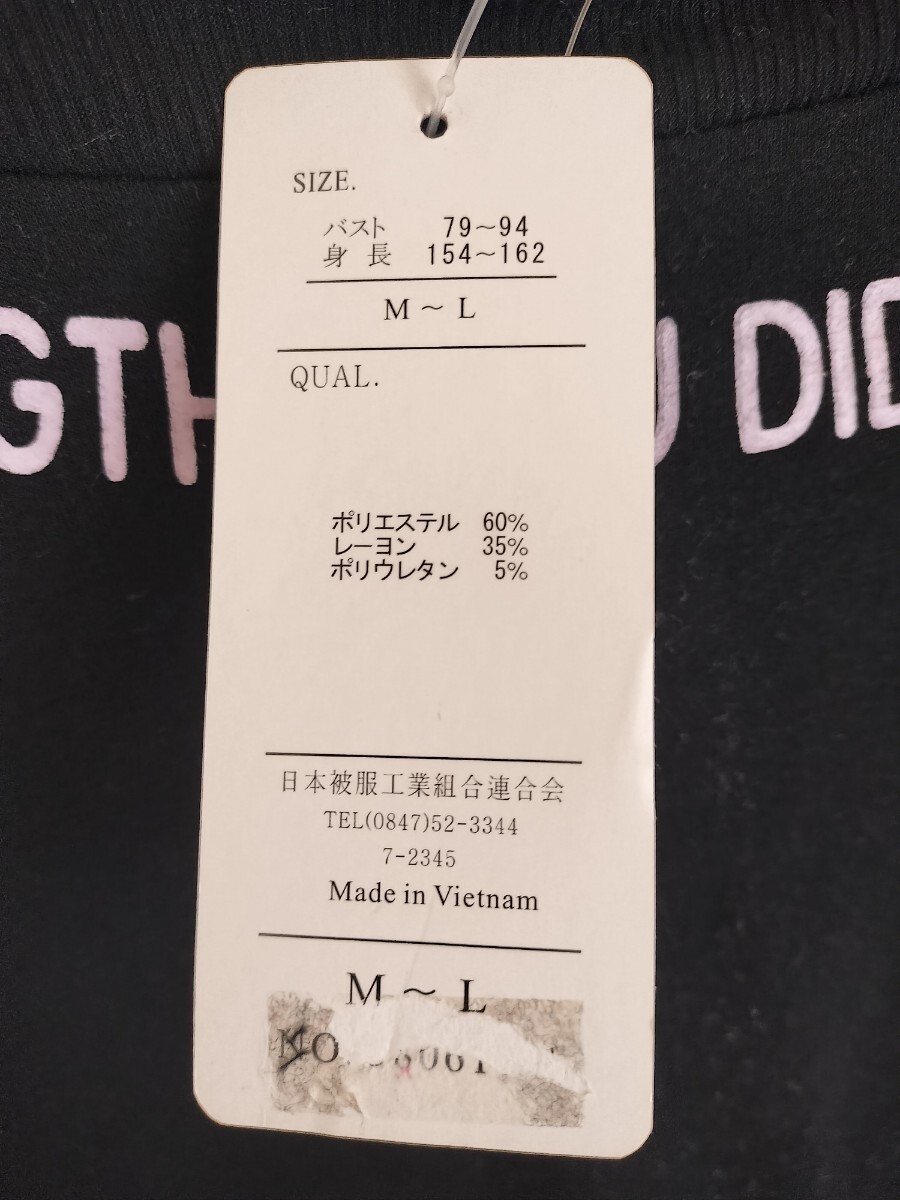 SIZE.
バスト 79～94
身長 154～162
M ～ L
GTH
U DID
QUAL.
ポリエステル 60%
レーヨン 35%
ポリウレタン 5%
日本被服工業組合連合会
TEL(0847)52-3344
7-2345
Made in Vietnam
M ～ L